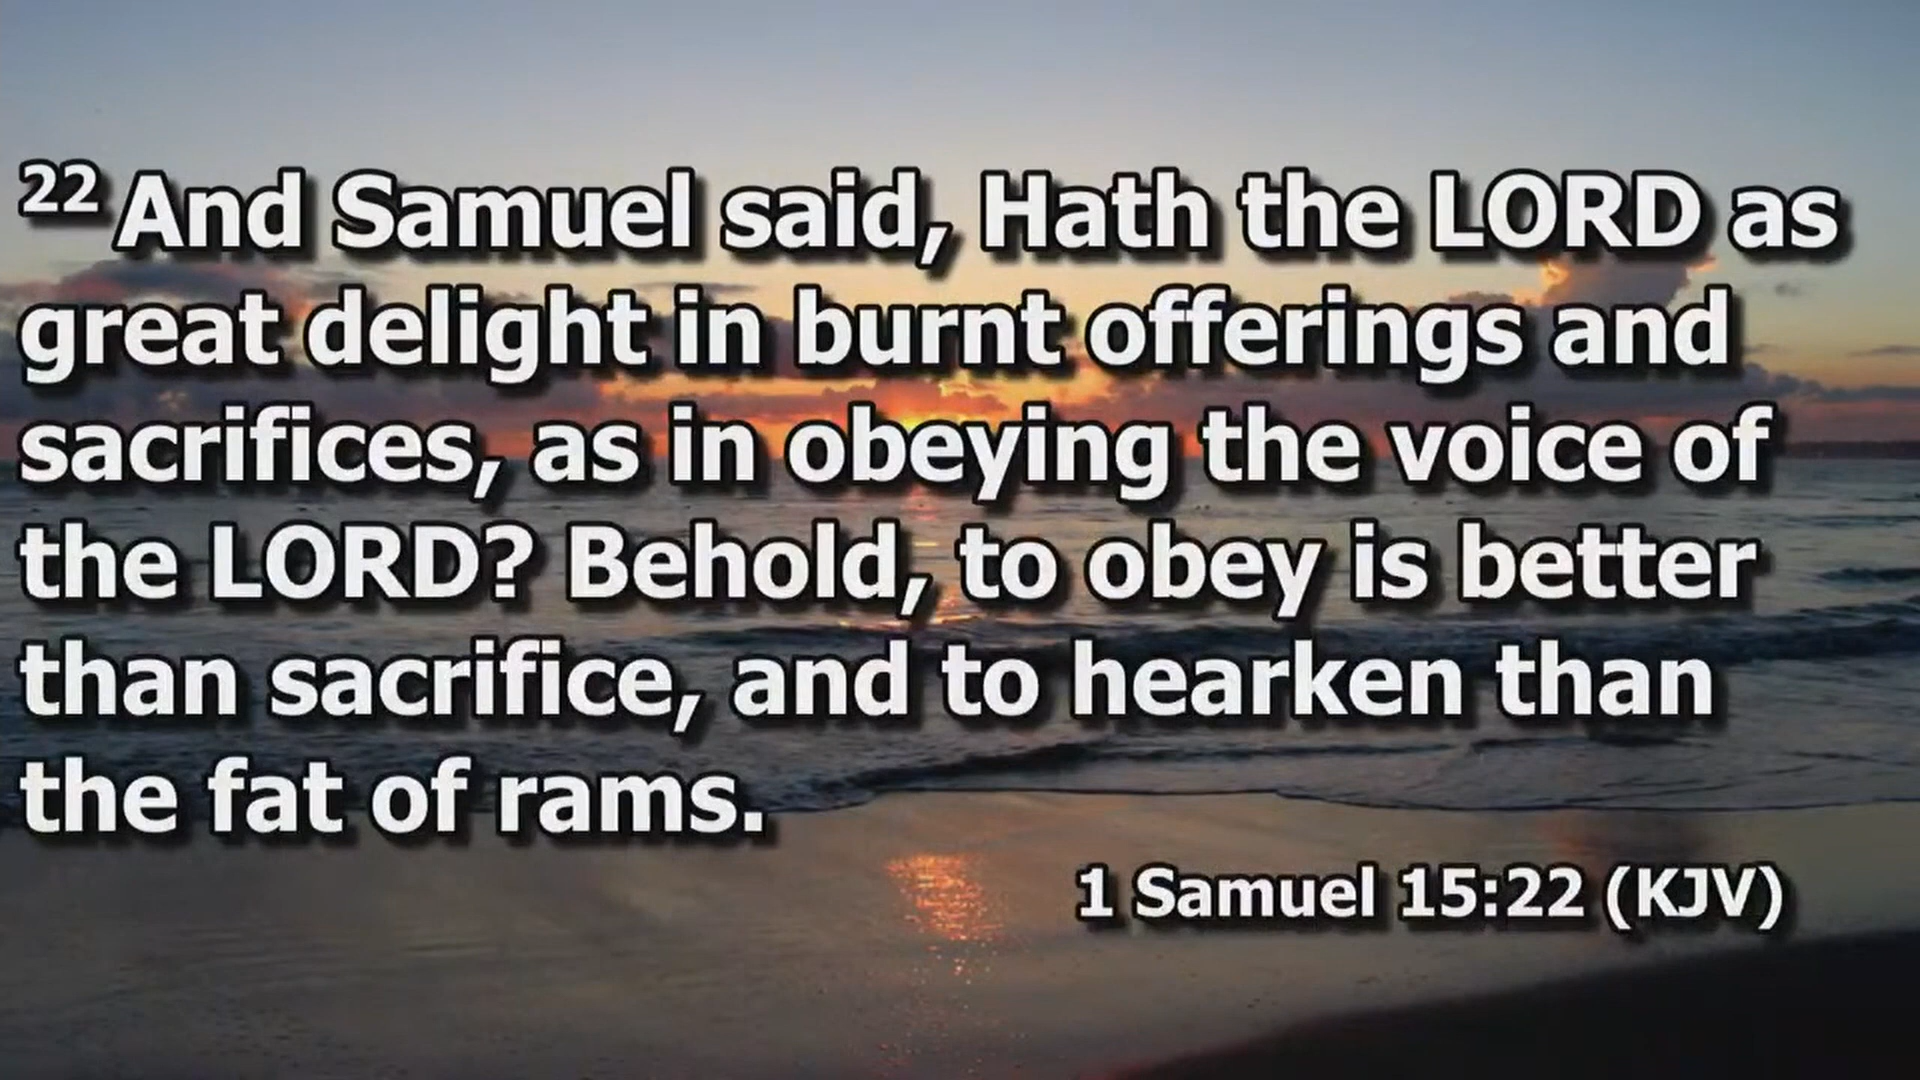 22 And Samuel said, Hath the LORD as
great delight in burnt offerings and
sacrifices, as in obeying the voice of
the LORD? Behold, to obey is better
than sacrifice, and to hearken than
the fat of rams.
1 Samuel 15:22 (KJV)